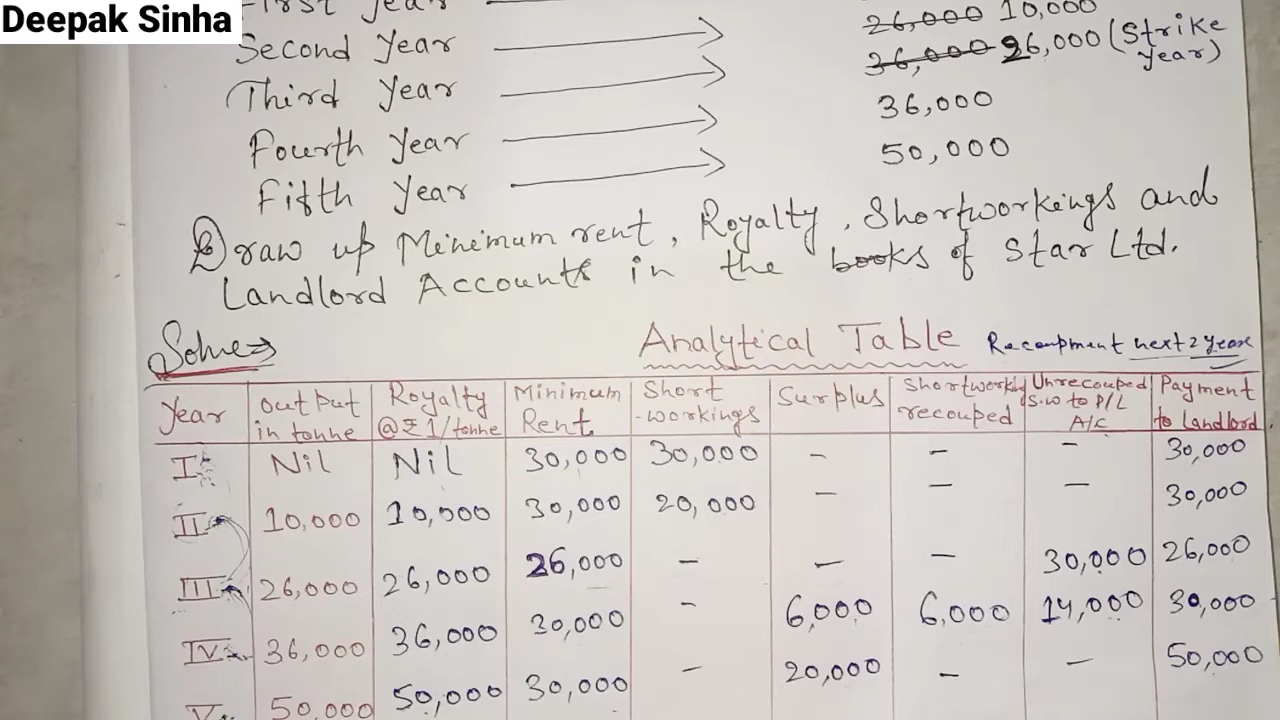 Deepak Sinha
First Year
Second Year 26,000 10,000
Third Year 36,000 26,000 (Strike Year)
Fourth Year 36,000
Fifth Year 50,000
Draw up Minimum rent, Royalty, Shortworkings and
Landlord Accounts in the books of Star Ltd.
Solve⇒ Analytical Table Recoupment next 2 years
Year Output in tonne Royalty @ ₹1/tonne Minimum Rent Short-workings Surplus Shortworking recouped Unrecouped S.w to P/L A/C Payment to Landlord
I Nil Nil 30,000 30,000 - - - 30,000
II 10,000 10,000 30,000 20,000 - - - 30,000
III 26,000 26,000 26,000 - - - 30,000 26,000
IV 36,000 36,000 30,000 - 6,000 6,000 14,000 30,000
V 50,000 50,000 30,000 - 20,000 - - 50,000